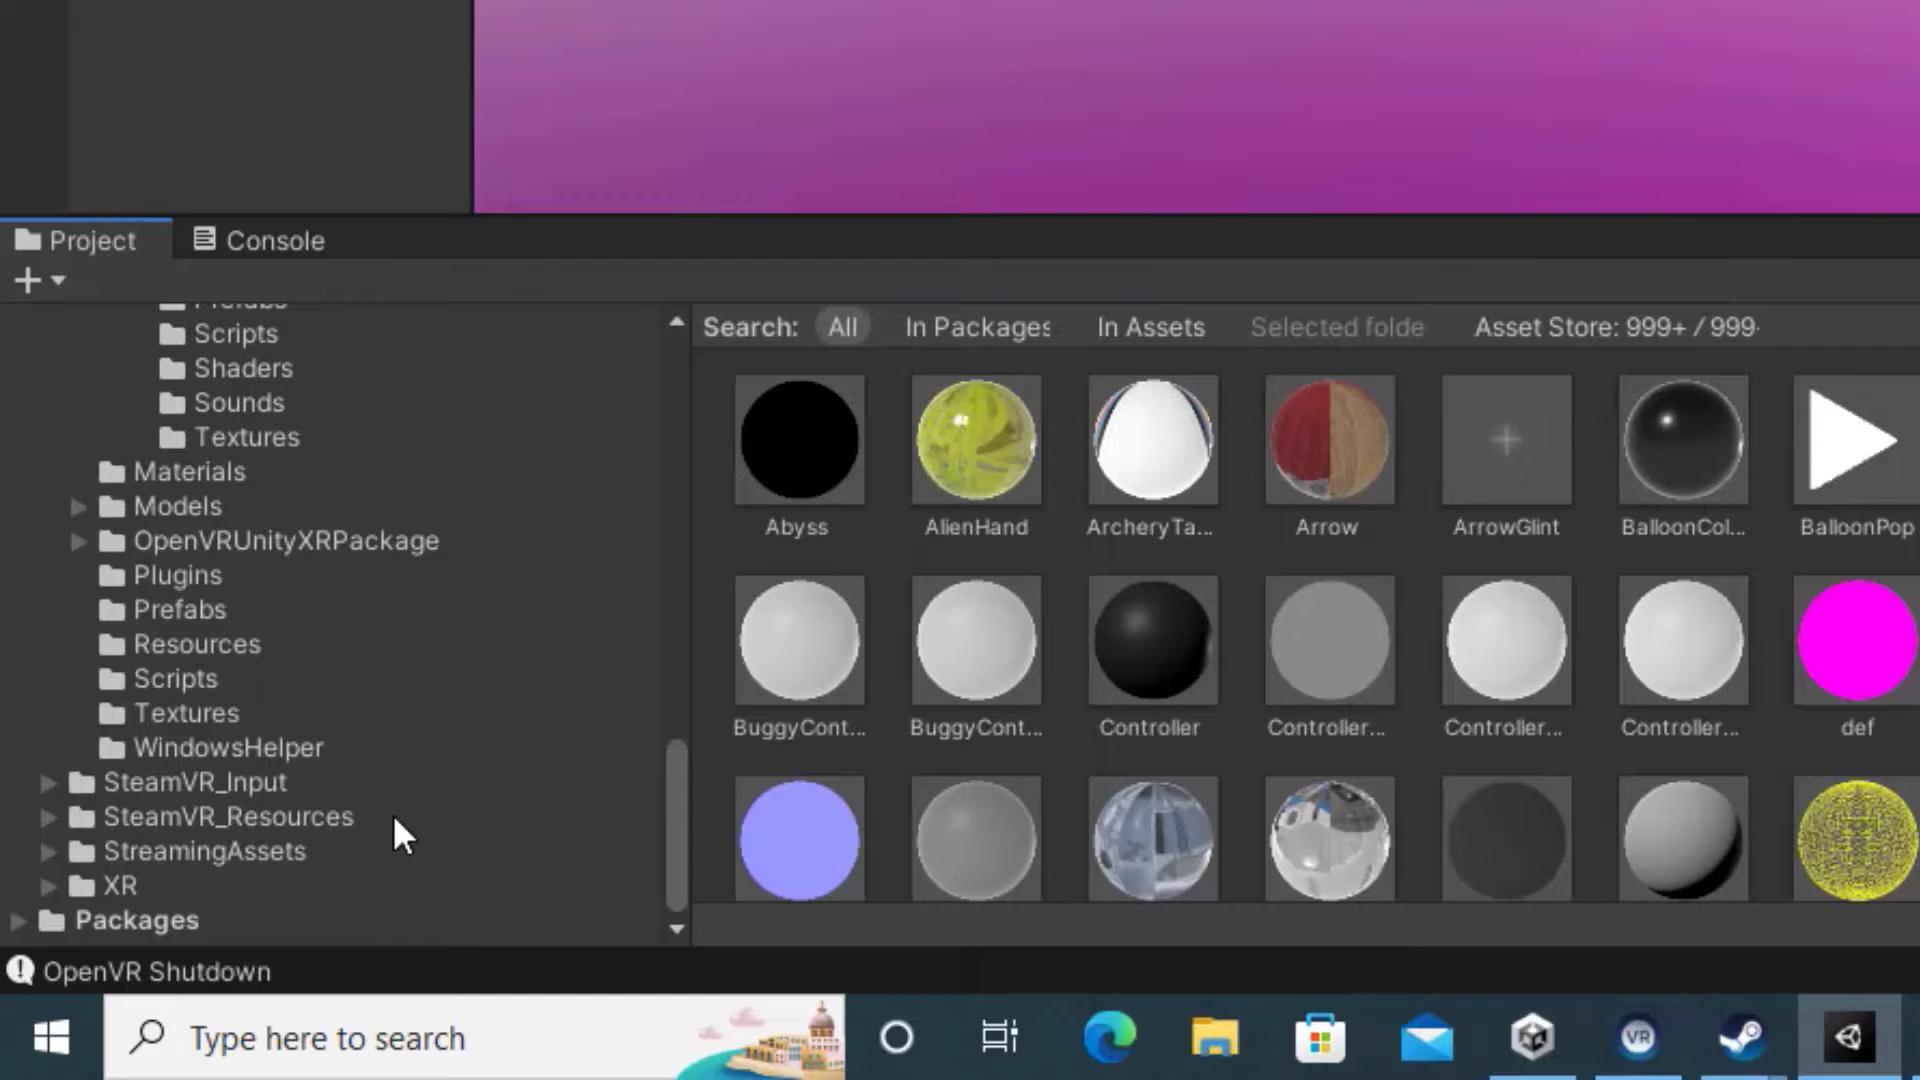 Project
Console
Prefabs
Scripts
Shaders
Sounds
Textures
Materials
Models
OpenVRUnityXRPackage
Plugins
Prefabs
Resources
Scripts
Textures
WindowsHelper
SteamVR_Input
SteamVR_Resources
StreamingAssets
XR
Packages
Search: All In Packages In Assets Selected folde Asset Store: 999+ / 999
Abyss AlienHand ArcheryTa... Arrow ArrowGlint BalloonCol... BalloonPop
BuggyCont... BuggyCont... Controller Controller... Controller... Controller... def
OpenVR Shutdown
Type here to search
VR